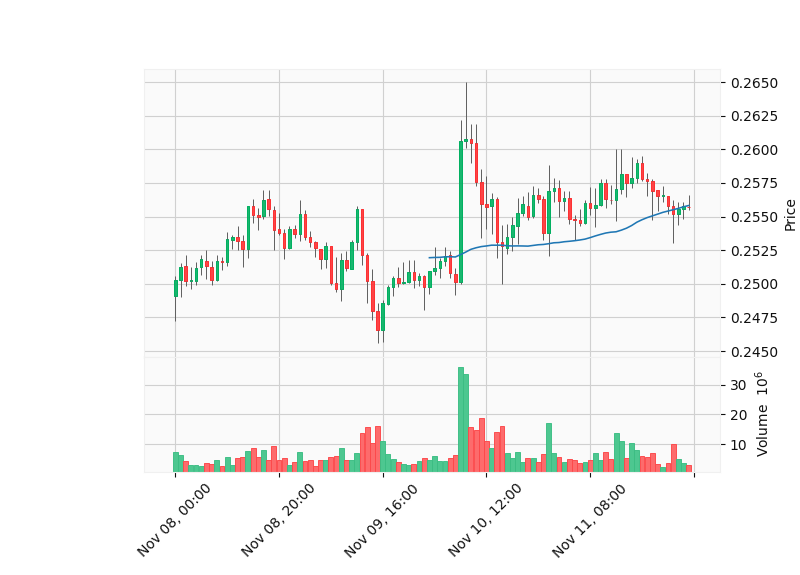 0.2650
0.2625
0.2600
0.2575
0.2550
0.2525
0.2500
0.2475
0.2450
Price
30
20
10
Volume 10^6
Nov 08, 00:00
Nov 08, 20:00
Nov 09, 16:00
Nov 10, 12:00
Nov 11, 08:00